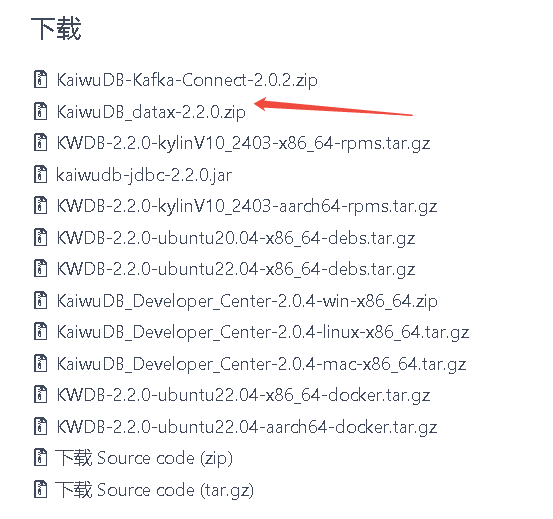 下载
KaiwuDB-Kafka-Connect-2.0.2.zip
KaiwuDB_datax-2.2.0.zip
KWDB-2.2.0-kylinV10_2403-x86_64-rpms.tar.gz
kaiwudb-jdbc-2.2.0.jar
KWDB-2.2.0-kylinV10_2403-aarch64-rpms.tar.gz
KWDB-2.2.0-ubuntu20.04-x86_64-debs.tar.gz
KWDB-2.2.0-ubuntu22.04-x86_64-debs.tar.gz
KaiwuDB_Developer_Center-2.0.4-win-x86_64.zip
KaiwuDB_Developer_Center-2.0.4-linux-x86_64.tar.gz
KaiwuDB_Developer_Center-2.0.4-mac-x86_64.tar.gz
KWDB-2.2.0-ubuntu22.04-x86_64-docker.tar.gz
KWDB-2.2.0-ubuntu22.04-aarch64-docker.tar.gz
下载 Source code (zip)
下载 Source code (tar.gz)